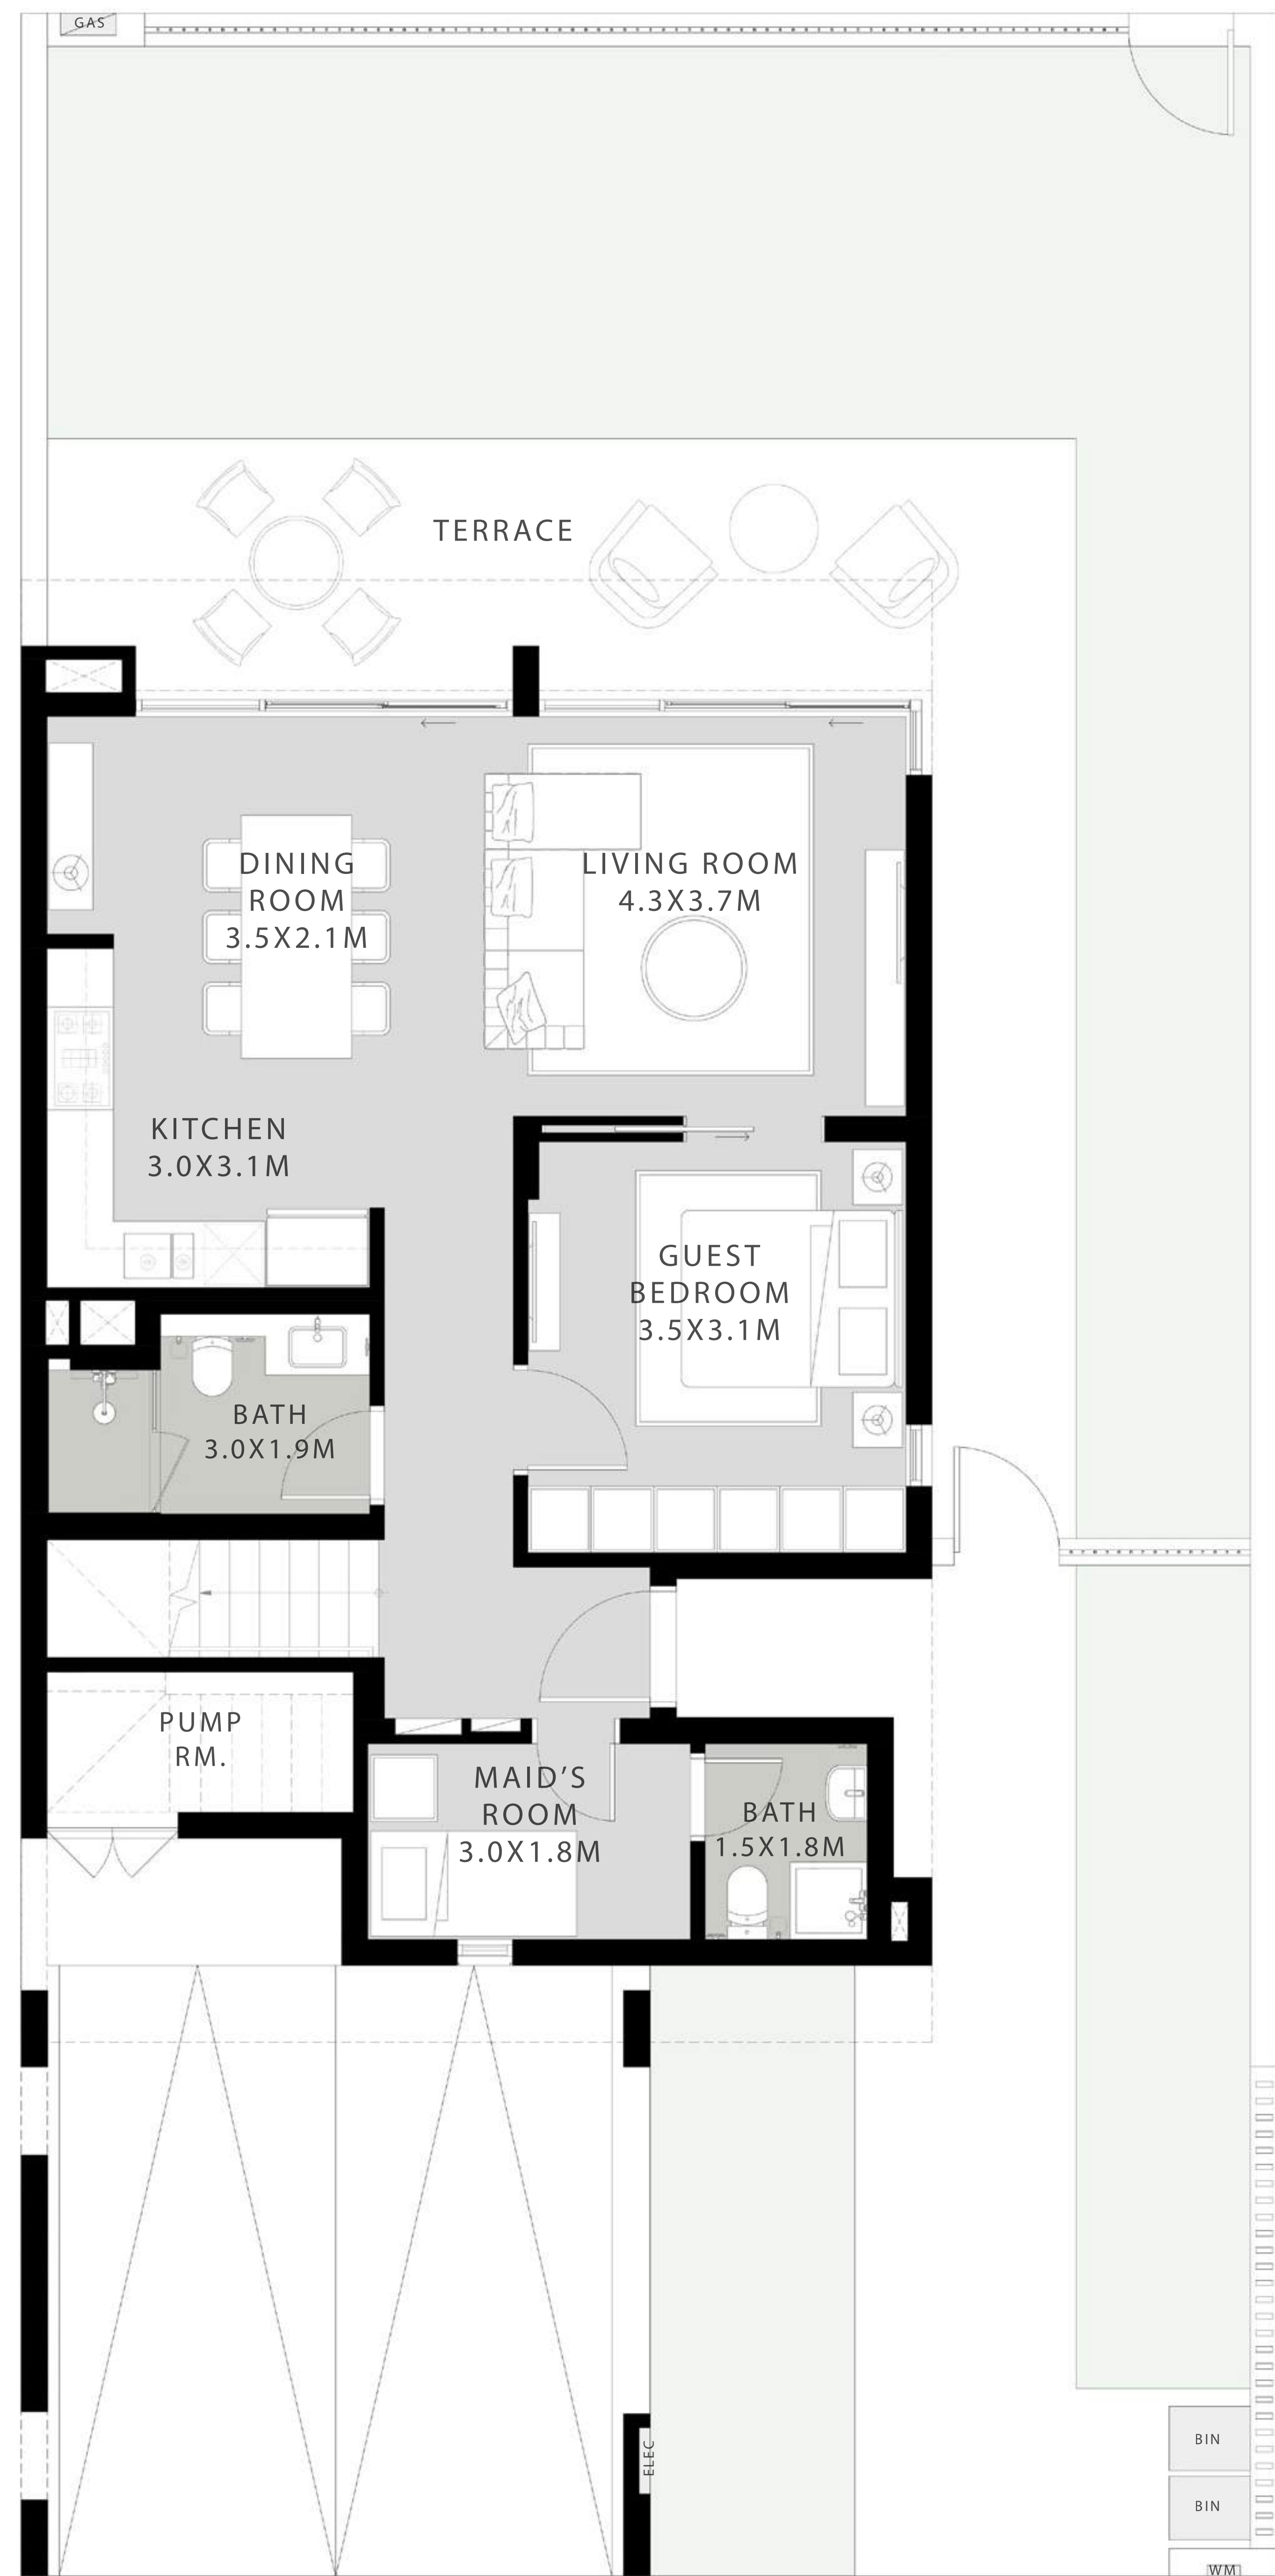 GAS
TERRACE
DINING
ROOM
3.5X2.1M
LIVING ROOM
4.3X3.7M
KITCHEN
3.0X3.1M
GUEST
BEDROOM
3.5X3.1M
BATH
3.0X1.9M
PUMP
RM.
MAID’S
ROOM
3.0X1.8M
BATH
1.5X1.8M
ELEC
BIN
BIN
WM